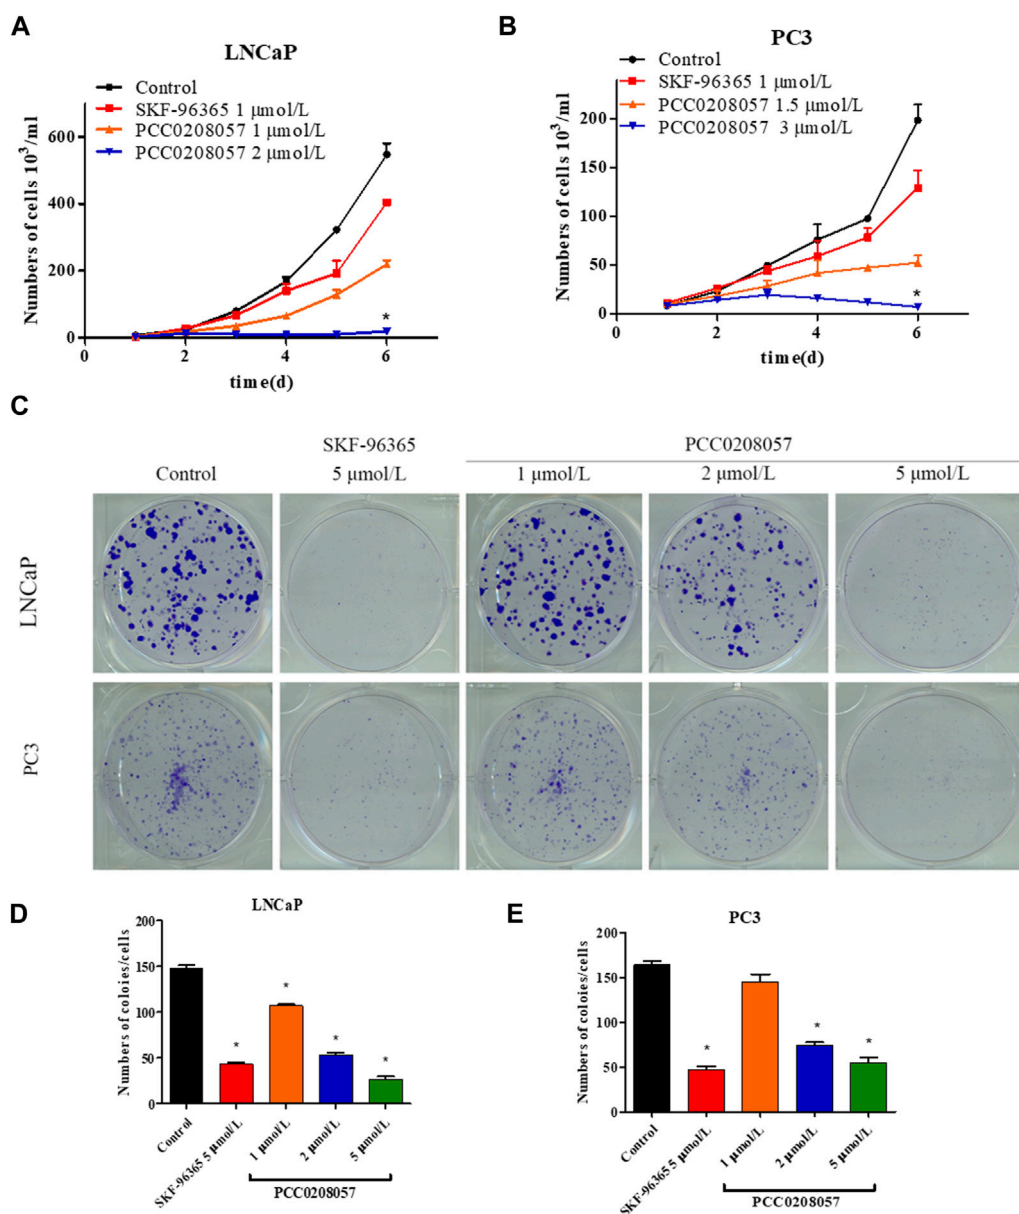 A
LNCaP
Control
SKF-96365 1 μmol/L
PCC0208057 1 μmol/L
PCC0208057 2 μmol/L
Numbers of cells 10³/ml
600
400
200
0
0 2 4 6
*
time(d)
B
PC3
Control
SKF-96365 1 μmol/L
PCC0208057 1.5 μmol/L
PCC0208057 3 μmol/L
Numbers of cells 10³/ml
200
150
100
50
0
0 2 4 6
*
time(d)
C
SKF-96365 PCC0208057
Control 5 μmol/L 1 μmol/L 2 μmol/L 5 μmol/L
LNCaP
PC3
D
LNCaP
Numbers of coloies/cells
200
150
100
50
0
* * * *
Control
SKF-96365 5 μmol/L
1 μmol/L
2 μmol/L
5 μmol/L
PCC0208057
E
PC3
Numbers of coloies/cells
200
150
100
50
0
* * *
Control
SKF-96365 5 μmol/L
1 μmol/L
2 μmol/L
5 μmol/L
PCC0208057